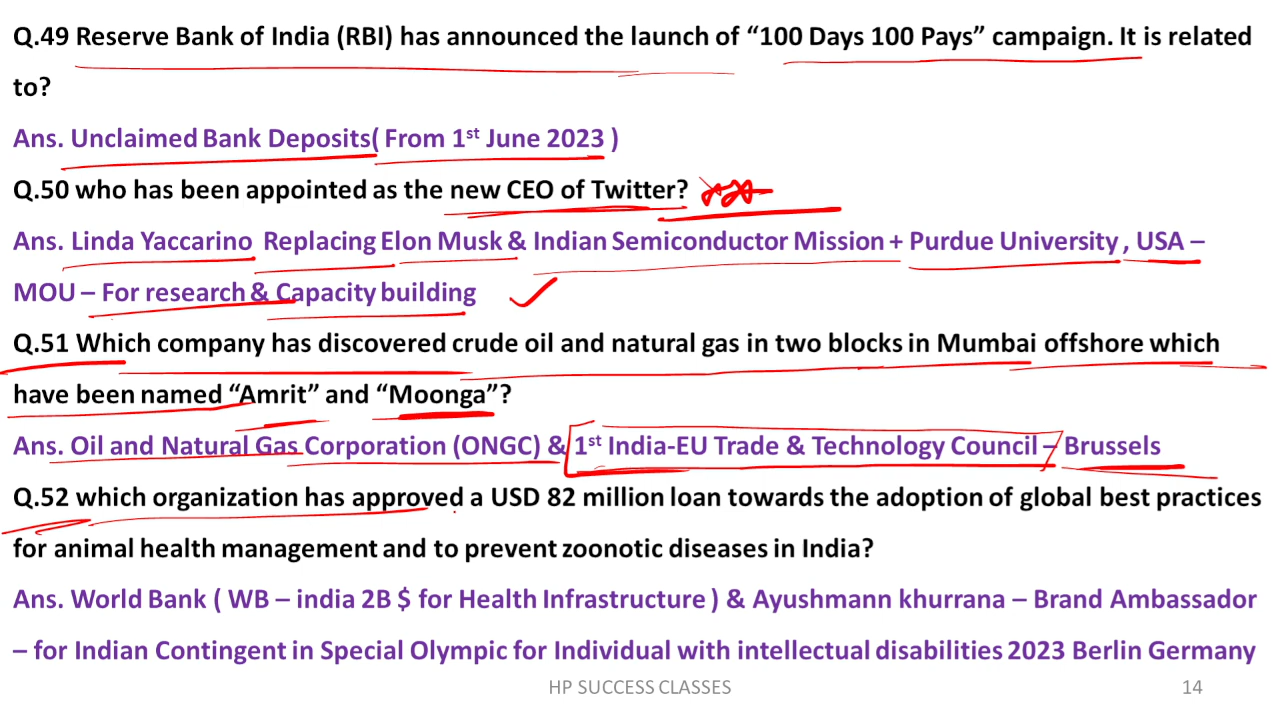 Q.49 Reserve Bank of India (RBI) has announced the launch of “100 Days 100 Pays” campaign. It is related
to?
Ans. Unclaimed Bank Deposits( From 1st June 2023 )
Q.50 who has been appointed as the new CEO of Twitter?
Ans. Linda Yaccarino Replacing Elon Musk & Indian Semiconductor Mission + Purdue University , USA –
MOU – For research & Capacity building
Q.51 Which company has discovered crude oil and natural gas in two blocks in Mumbai offshore which
have been named “Amrit” and “Moonga”?
Ans. Oil and Natural Gas Corporation (ONGC) & 1st India-EU Trade & Technology Council – Brussels
Q.52 which organization has approved a USD 82 million loan towards the adoption of global best practices
for animal health management and to prevent zoonotic diseases in India?
Ans. World Bank ( WB – india 2B $ for Health Infrastructure ) & Ayushmann khurrana – Brand Ambassador
– for Indian Contingent in Special Olympic for Individual with intellectual disabilities 2023 Berlin Germany
HP SUCCESS CLASSES 14